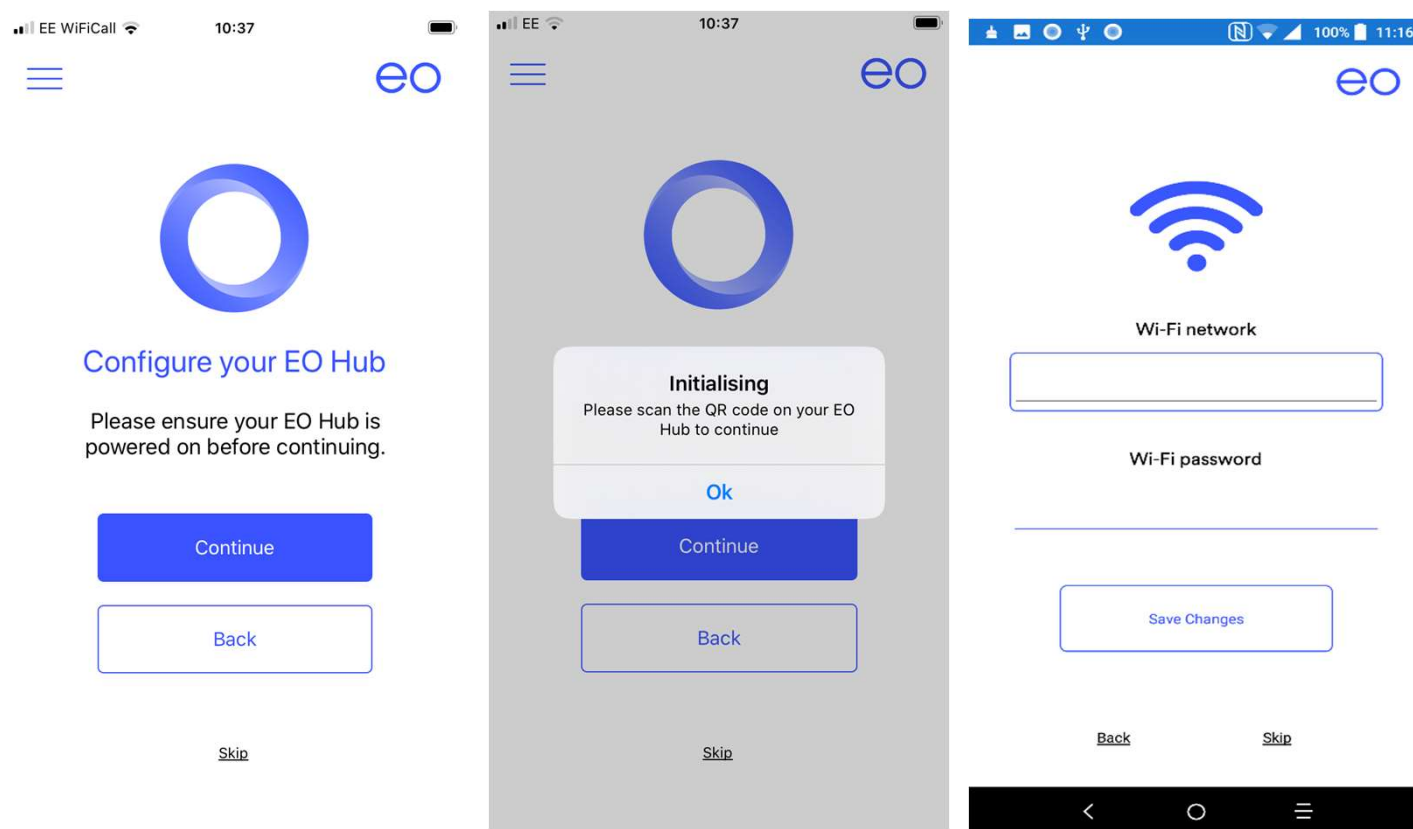 EE WiFiCall 10:37
eo
Configure your EO Hub
Please ensure your EO Hub is
powered on before continuing.
Continue
Back
Skip
EE 10:37
eo
Initialising
Please scan the QR code on your EO
Hub to continue
Ok
Continue
Back
Skip
100% 11:16
eo
Wi-Fi network
Wi-Fi password
Save Changes
Back Skip